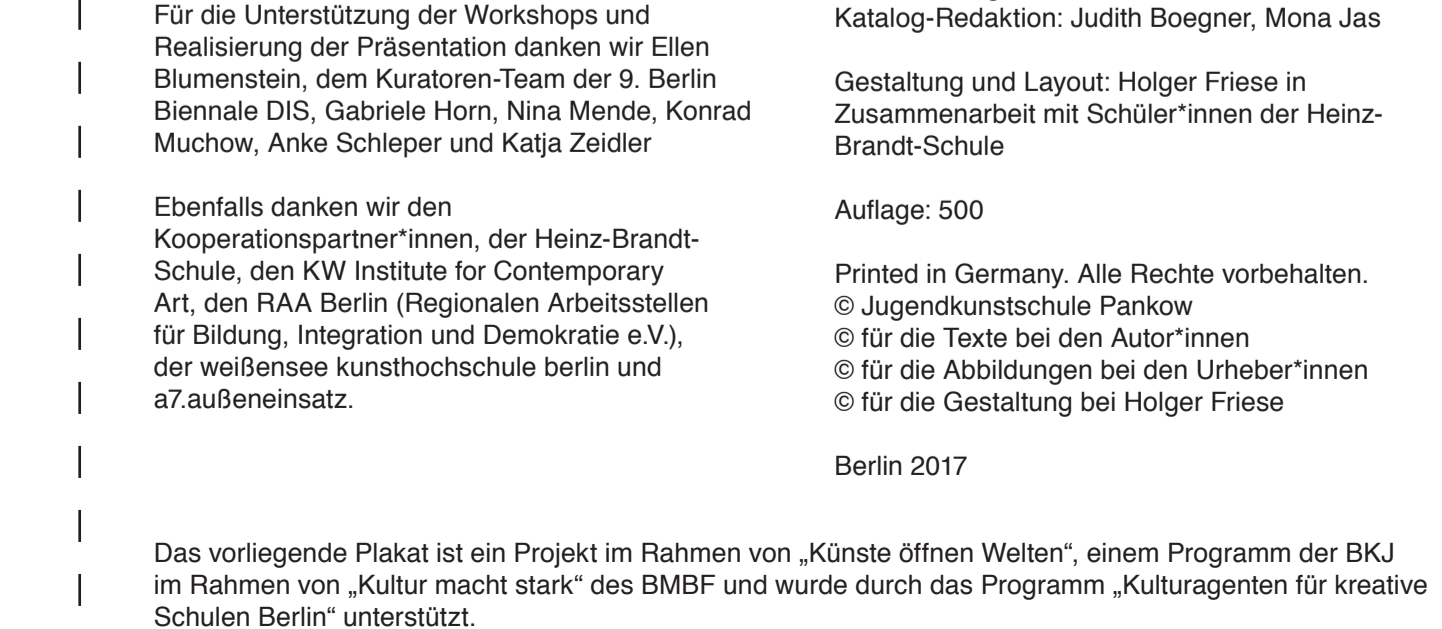 Für die Unterstützung der Workshops und
Realisierung der Präsentation danken wir Ellen
Blumenstein, dem Kuratoren-Team der 9. Berlin
Biennale DIS, Gabriele Horn, Nina Mende, Konrad
Muchow, Anke Schleper und Katja Zeidler
Ebenfalls danken wir den
Kooperationspartner*innen, der Heinz-Brandt-
Schule, den KW Institute for Contemporary
Art, den RAA Berlin (Regionalen Arbeitsstellen
für Bildung, Integration und Demokratie e.V.),
der weißensee kunsthochschule berlin und
a7.außeneinsatz.
Katalog-Redaktion: Judith Boegner, Mona Jas
Gestaltung und Layout: Holger Friese in
Zusammenarbeit mit Schüler*innen der Heinz-
Brandt-Schule
Auflage: 500
Printed in Germany. Alle Rechte vorbehalten.
© Jugendkunstschule Pankow
© für die Texte bei den Autor*innen
© für die Abbildungen bei den Urheber*innen
© für die Gestaltung bei Holger Friese
Berlin 2017
Das vorliegende Plakat ist ein Projekt im Rahmen von „Künste öffnen Welten“, einem Programm der BKJ
im Rahmen von „Kultur macht stark“ des BMBF und wurde durch das Programm „Kulturagenten für kreative
Schulen Berlin“ unterstützt.